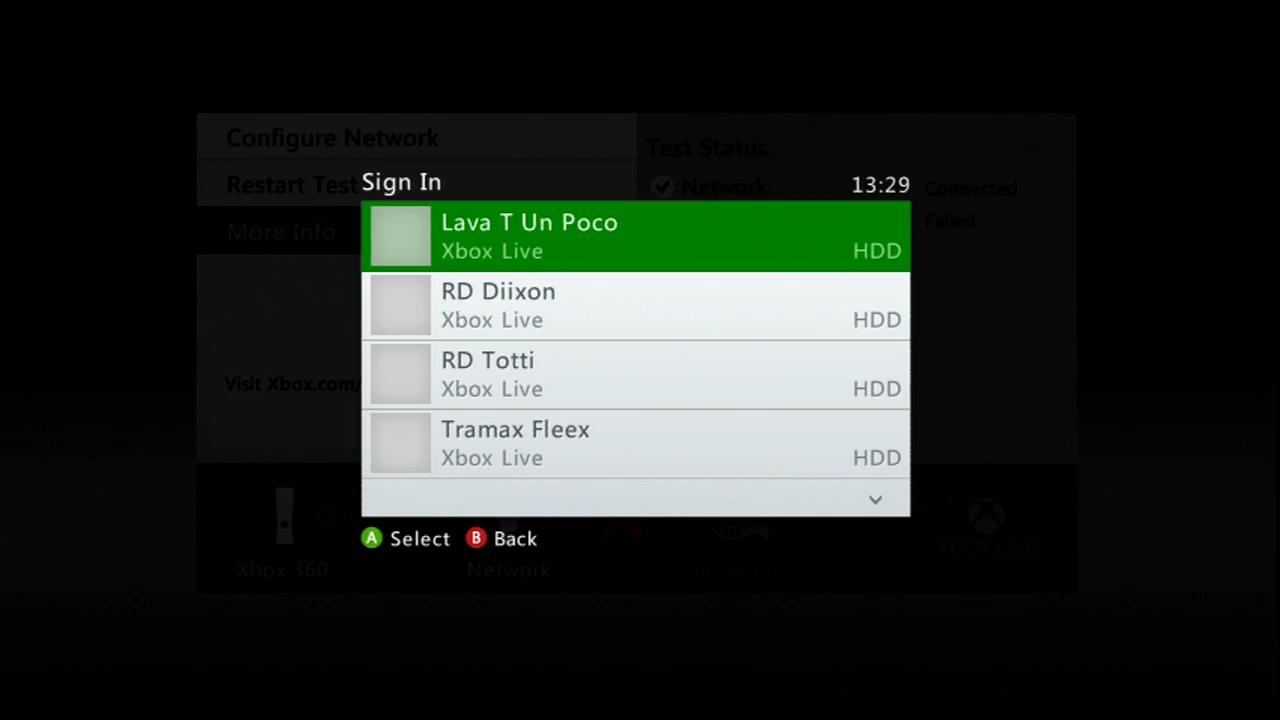 Configure Network
Test Status
Restart Test
Sign In
13:29
Network:
Connected
Lava T Un Poco
Xbox Live
HDD
Failed
More Info
RD Diixon
Xbox Live
HDD
RD Totti
Xbox Live
HDD
Visit Xbox.com/
Tramax Fleex
Xbox Live
HDD
A Select
B Back
XBOX LIVE
Xbox 360
Network